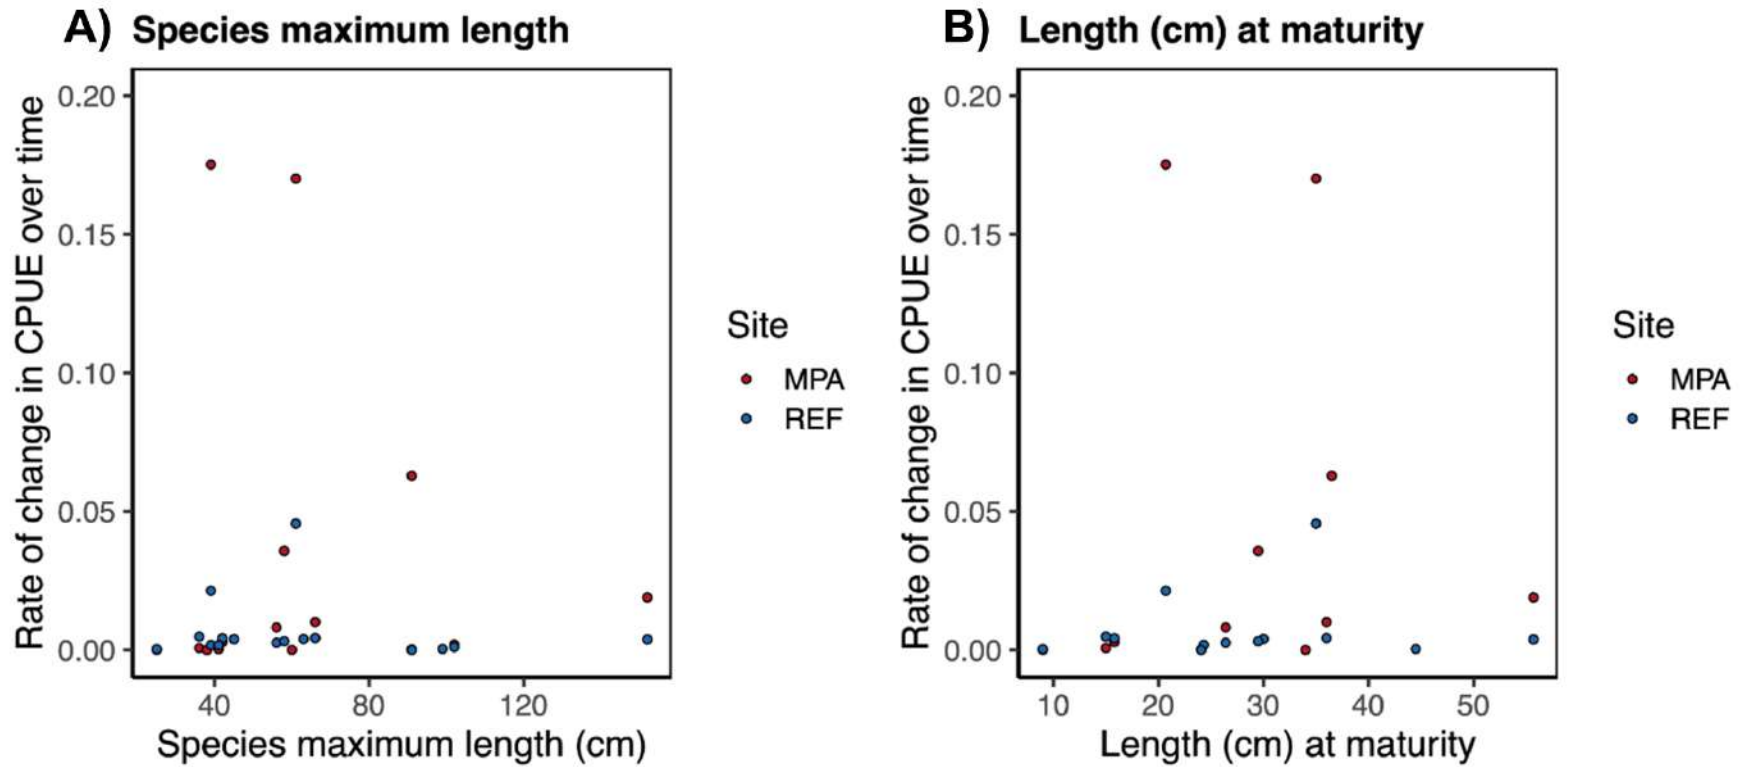 A) Species maximum length
Rate of change in CPUE over time
0.20
0.15
0.10
0.05
0.00
40 80 120
Species maximum length (cm)
Site
MPA
REF
B) Length (cm) at maturity
Rate of change in CPUE over time
0.20
0.15
0.10
0.05
0.00
10 20 30 40 50
Length (cm) at maturity
Site
MPA
REF